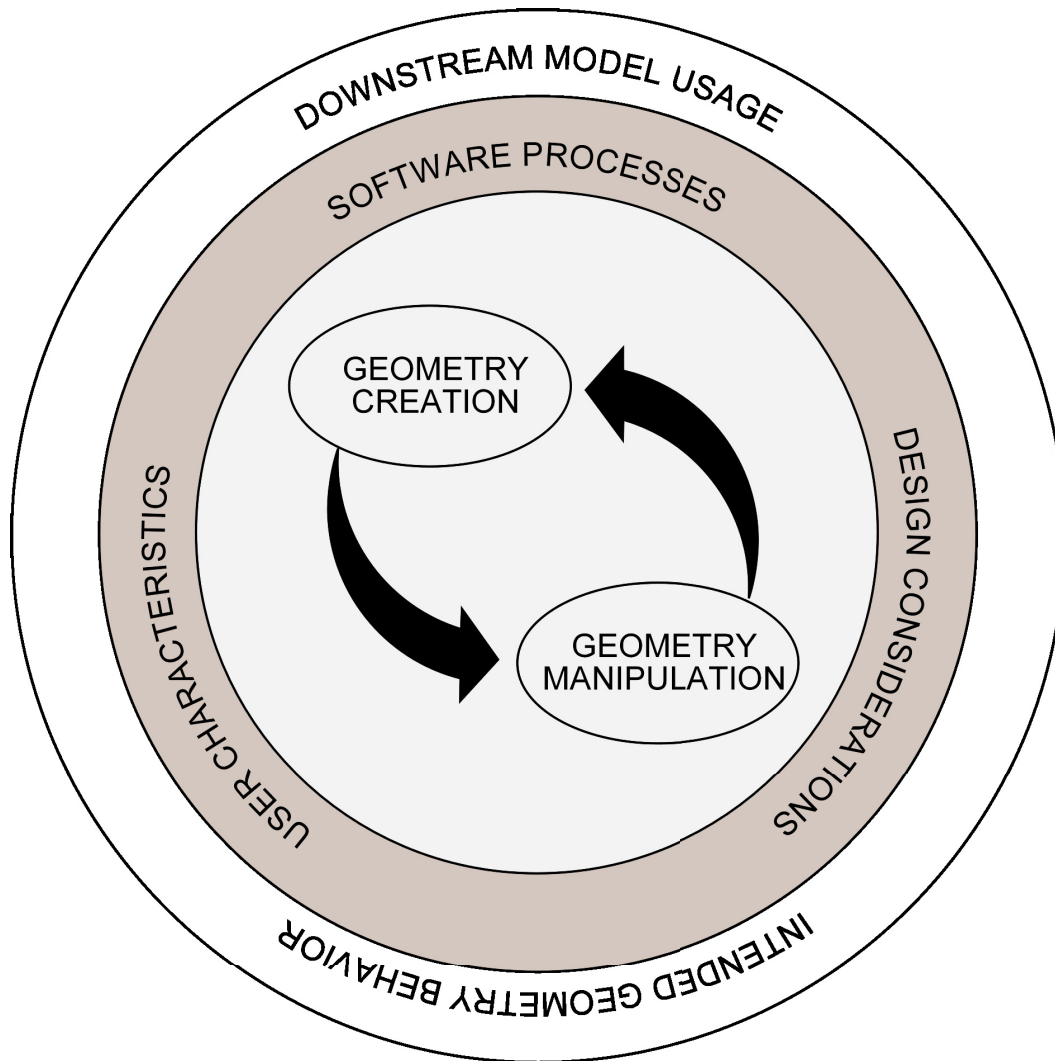 DOWNSTREAM MODEL USAGE
SOFTWARE PROCESSES
GEOMETRY
CREATION
DESIGN CONSIDERATIONS
USER CHARACTERISTICS
GEOMETRY
MANIPULATION
INTENDED GEOMETRY BEHAVIOR